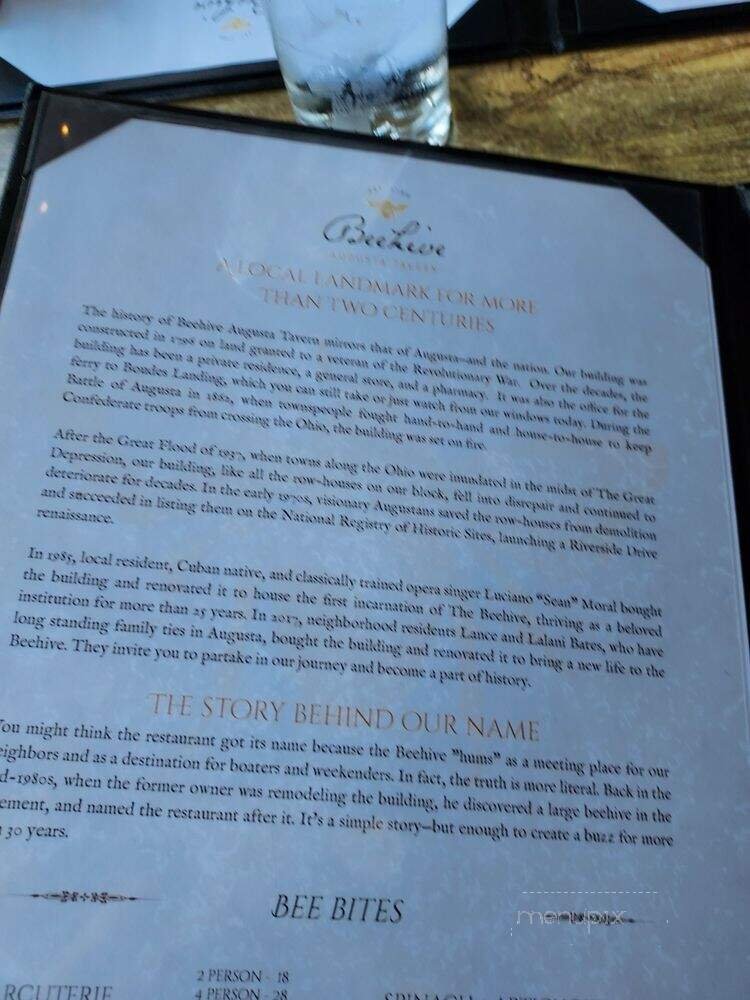 Beehive
AUGUSTA TAVERN
A LOCAL LANDMARK FOR MORE
THAN TWO CENTURIES
The history of Beehive Augusta Tavern mirrors that of Augusta—and the nation. Our building was
constructed in 1798 on land granted to a veteran of the Revolutionary War. Over the decades, the
building has been a private residence, a general store, and a pharmacy. It was also the office for the
ferry to Boudes Landing, which you can still take or just watch from our windows today. During the
Battle of Augusta in 1862, when townspeople fought hand-to-hand and house-to-house to keep
Confederate troops from crossing the Ohio, the building was set on fire.
After the Great Flood of 1937, when towns along the Ohio were inundated in the midst of The Great
Depression, our building, like all the row-houses on our block, fell into disrepair and continued to
deteriorate for decades. In the early 1970s, visionary Augustans saved the row-houses from demolition
and succeeded in listing them on the National Registry of Historic Sites, launching a Riverside Drive
renaissance.
In 1985, local resident, Cuban native, and classically trained opera singer Luciano "Sean" Moral bought
the building and renovated it to house the first incarnation of The Beehive, thriving as a beloved
institution for more than 25 years. In 2017, neighborhood residents Lance and Lalani Bates, who have
long standing family ties in Augusta, bought the building and renovated it to bring a new life to the
Beehive. They invite you to partake in our journey and become a part of history.
THE STORY BEHIND OUR NAME
You might think the restaurant got its name because the Beehive "hums" as a meeting place for our
eighbors and as a destination for boaters and weekenders. In fact, the truth is more literal. Back in the
d-1980s, when the former owner was remodeling the building, he discovered a large beehive in the
ement, and named the restaurant after it. It's a simple story—but enough to create a buzz for more
30 years.
BEE BITES
menupix
2 PERSON - 18
RCUTERIE
4 PERSON - 28